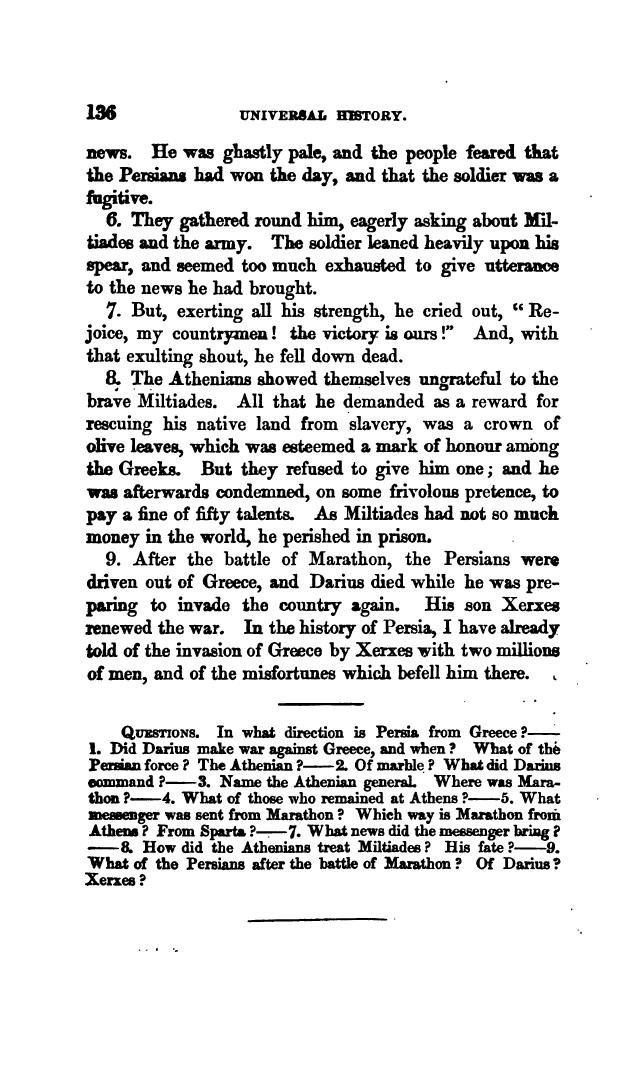 136 UNIVERSAL HISTORY.
news. He was ghastly pale, and the people feared that
the Persians had won the day, and that the soldier was a
fugitive.
6. They gathered round him, eagerly asking about Mil-
tiades and the army. The soldier leaned heavily upon his
spear, and seemed too much exhausted to give utterance
to the news he had brought.
7. But, exerting all his strength, he cried out, “Re-
joice, my countrymen! the victory is ours!” And, with
that exulting shout, he fell down dead.
8. The Athenians showed themselves ungrateful to the
brave Miltiades. All that he demanded as a reward for
rescuing his native land from slavery, was a crown of
olive leaves, which was esteemed a mark of honour among
the Greeks. But they refused to give him one; and he
was afterwards condemned, on some frivolous pretence, to
pay a fine of fifty talents. As Miltiades had not so much
money in the world, he perished in prison.
9. After the battle of Marathon, the Persians were
driven out of Greece, and Darius died while he was pre-
paring to invade the country again. His son Xerxes
renewed the war. In the history of Persia, I have already
told of the invasion of Greece by Xerxes with two millions
of men, and of the misfortunes which befell him there.
QUESTIONS. In what direction is Persia from Greece?——
1. Did Darius make war against Greece, and when? What of the
Persian force? The Athenian?——2. Of marble? What did Darius
command?——3. Name the Athenian general. Where was Mara-
thon?——4. What of those who remained at Athens?——5. What
messenger was sent from Marathon? Which way is Marathon from
Athens? From Sparta?——7. What news did the messenger bring?
——8. How did the Athenians treat Miltiades? His fate?——9.
What of the Persians after the battle of Marathon? Of Darius?
Xerxes?